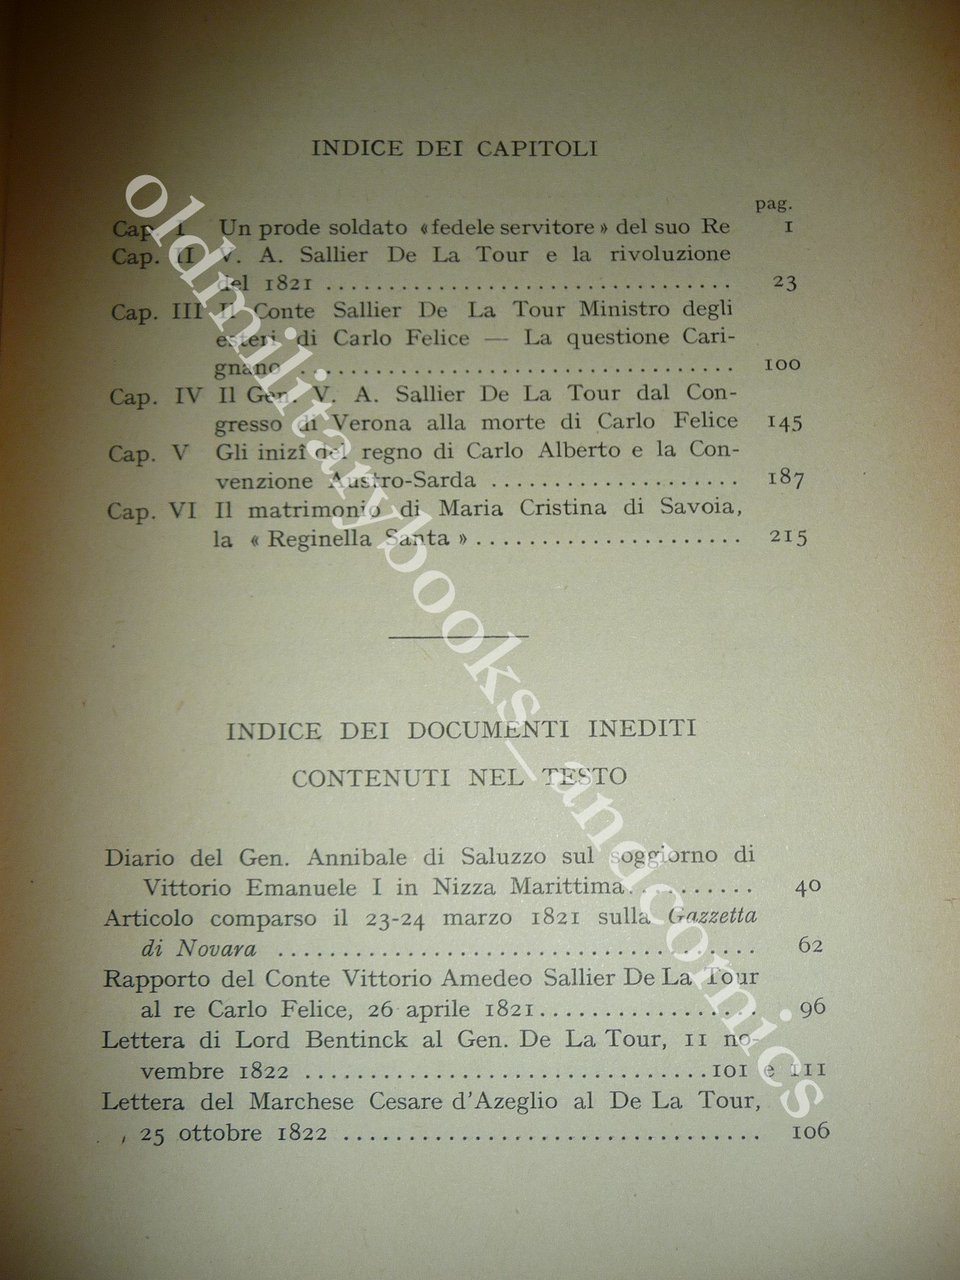 INDICE DEI CAPITOLI
pag.
Cap. I Un prode soldato «fedele servitore» del suo Re 1
Cap. II V. A. Sallier De La Tour e la rivoluzione
del 1821 ................................. 23
Cap. III Il Conte Sallier De La Tour Ministro degli
esteri di Carlo Felice — La questione Cari-
gnano .................................... 100
Cap. IV Il Gen. V. A. Sallier De La Tour dal Con-
gresso di Verona alla morte di Carlo Felice 145
Cap. V Gli inizî del regno di Carlo Alberto e la Con-
venzione Austro-Sarda .................... 187
Cap. VI Il matrimonio di Maria Cristina di Savoia,
la « Reginella Santa » ..................... 215
INDICE DEI DOCUMENTI INEDITI
CONTENUTI NEL TESTO
Diario del Gen. Annibale di Saluzzo sul soggiorno di
Vittorio Emanuele I in Nizza Marittima.......... 40
Articolo comparso il 23-24 marzo 1821 sulla Gazzetta
di Novara ...................................... 62
Rapporto del Conte Vittorio Amedeo Sallier De La Tour
al re Carlo Felice, 26 aprile 1821................. 96
Lettera di Lord Bentinck al Gen. De La Tour, 11 no-
vembre 1822 ................................101 e 111
Lettera del Marchese Cesare d'Azeglio al De La Tour,
25 ottobre 1822 .................................. 106
oldmilitarybooks_andcomics